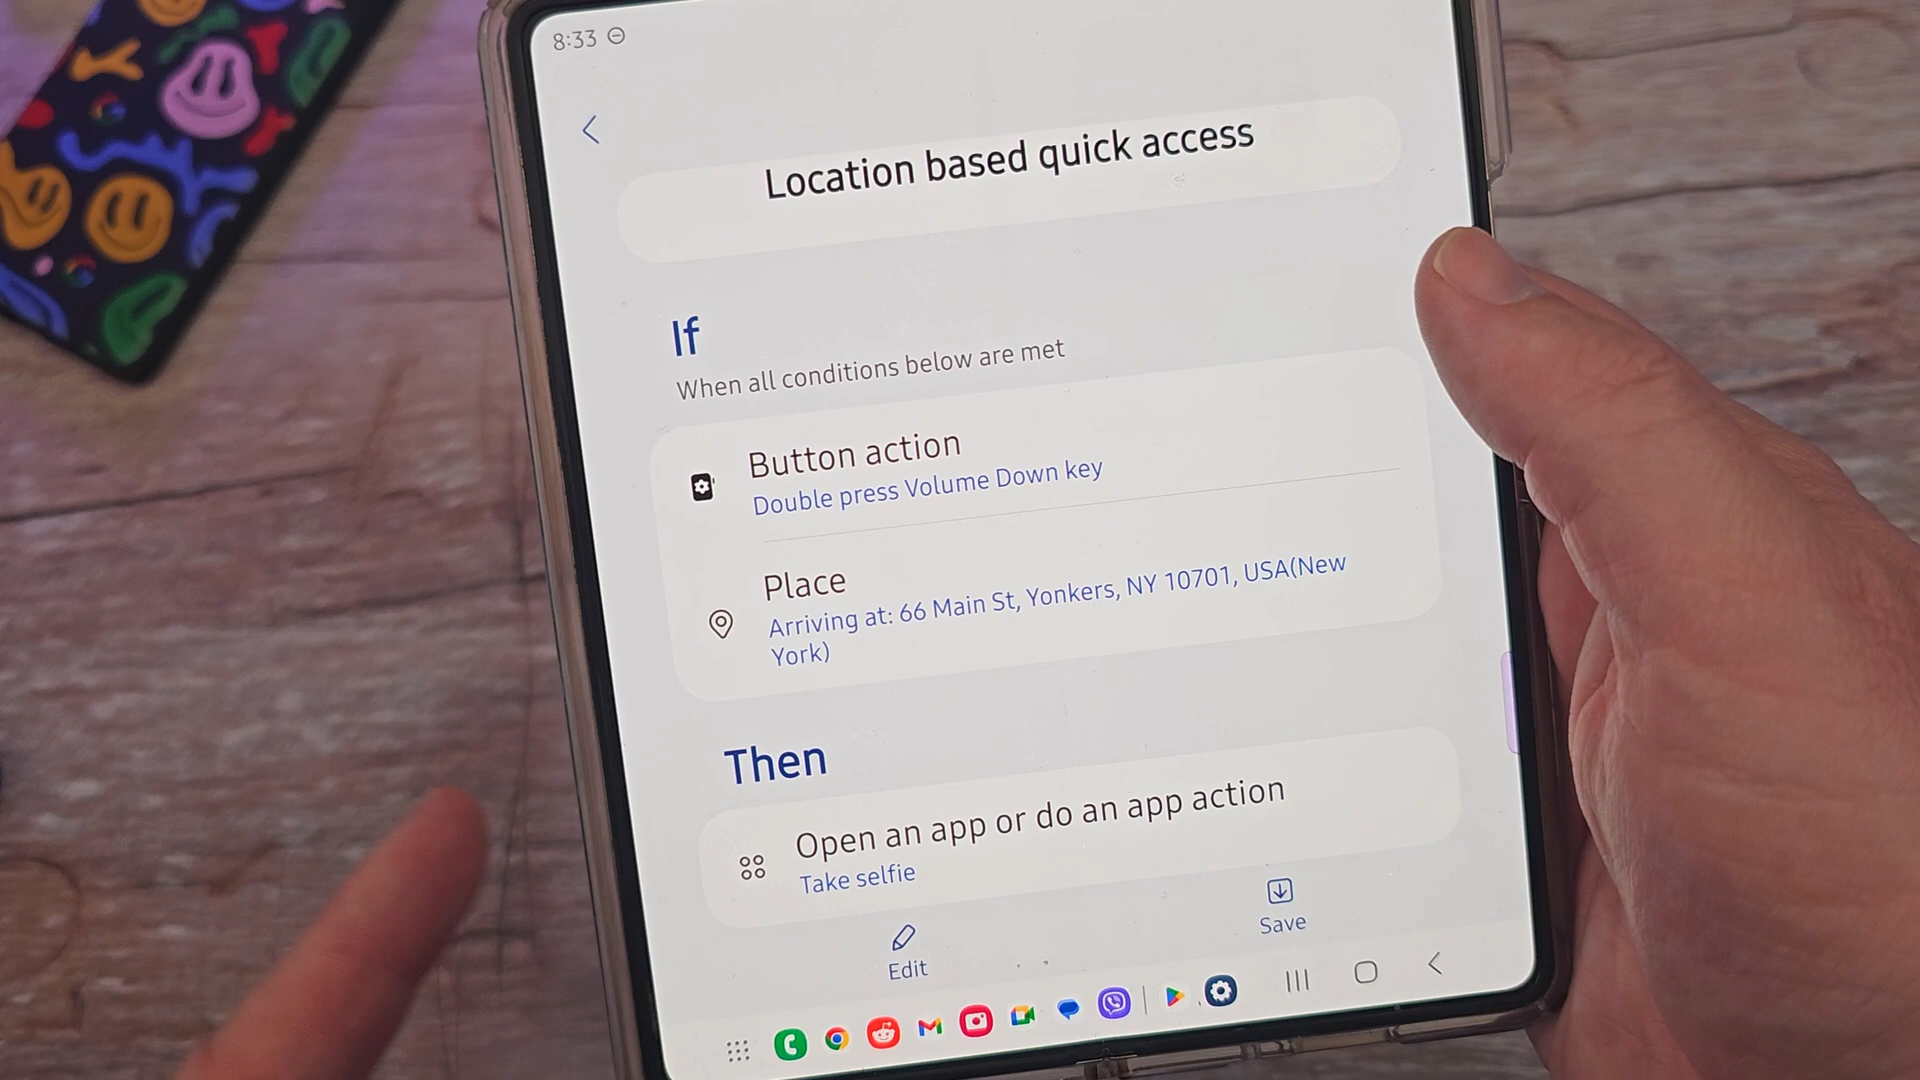 8:33
Location based quick access
If
When all conditions below are met
Button action
Double press Volume Down key
Place
Arriving at: 66 Main St, Yonkers, NY 10701, USA(New
York)
Then
Open an app or do an app action
Take selfie
Edit
Save